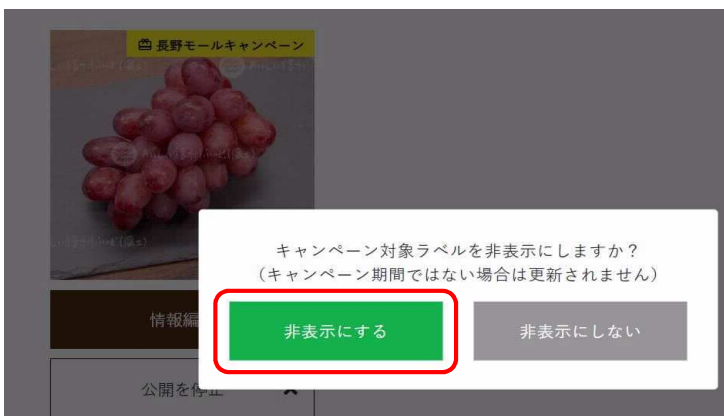 長野モールキャンペーン
キャンペーン対象ラベルを非表示にしますか？
（キャンペーン期間ではない場合は更新されません）
情報編
非表示にする
非表示にしない
公開を停止